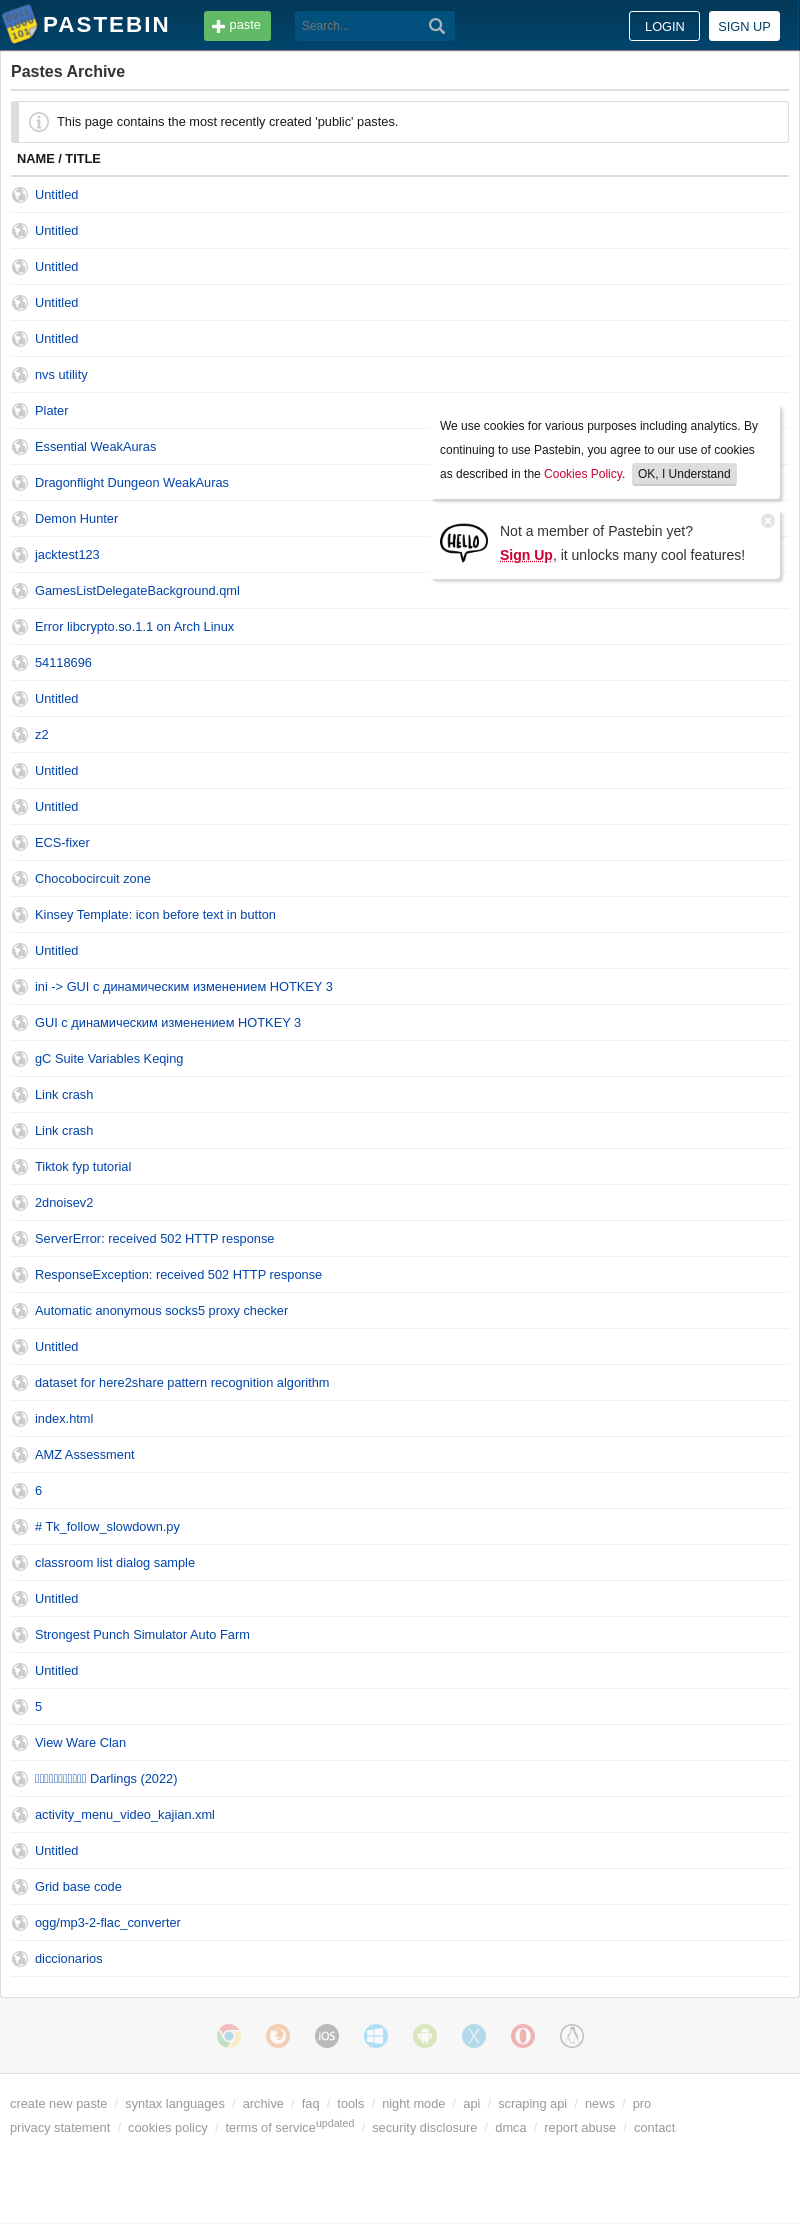 PASTEBIN
paste
Search...
LOGIN
SIGN UP
Pastes Archive
This page contains the most recently created 'public' pastes.
NAME / TITLE
Untitled
Untitled
Untitled
Untitled
Untitled
nvs utility
Plater
Essential WeakAuras
Dragonflight Dungeon WeakAuras
Demon Hunter
jacktest123
GamesListDelegateBackground.qml
Error libcrypto.so.1.1 on Arch Linux
54118696
Untitled
z2
Untitled
Untitled
ECS-fixer
Chocobocircuit zone
Kinsey Template: icon before text in button
Untitled
ini -> GUI с динамическим изменением HOTKEY 3
GUI с динамическим изменением HOTKEY 3
gC Suite Variables Keqing
Link crash
Link crash
Tiktok fyp tutorial
2dnoisev2
ServerError: received 502 HTTP response
ResponseException: received 502 HTTP response
Automatic anonymous socks5 proxy checker
Untitled
dataset for here2share pattern recognition algorithm
index.html
AMZ Assessment
6
# Tk_follow_slowdown.py
classroom list dialog sample
Untitled
Strongest Punch Simulator Auto Farm
Untitled
5
View Ware Clan
Darlings (2022)
activity_menu_video_kajian.xml
Untitled
Grid base code
ogg/mp3-2-flac_converter
diccionarios
We use cookies for various purposes including analytics. By
continuing to use Pastebin, you agree to our use of cookies
as described in the Cookies Policy. OK, I Understand
HELLO
Not a member of Pastebin yet?
Sign Up, it unlocks many cool features!
iOS
create new paste / syntax languages / archive / faq / tools / night mode / api / scraping api / news / pro
privacy statement / cookies policy / terms of service updated / security disclosure / dmca / report abuse / contact